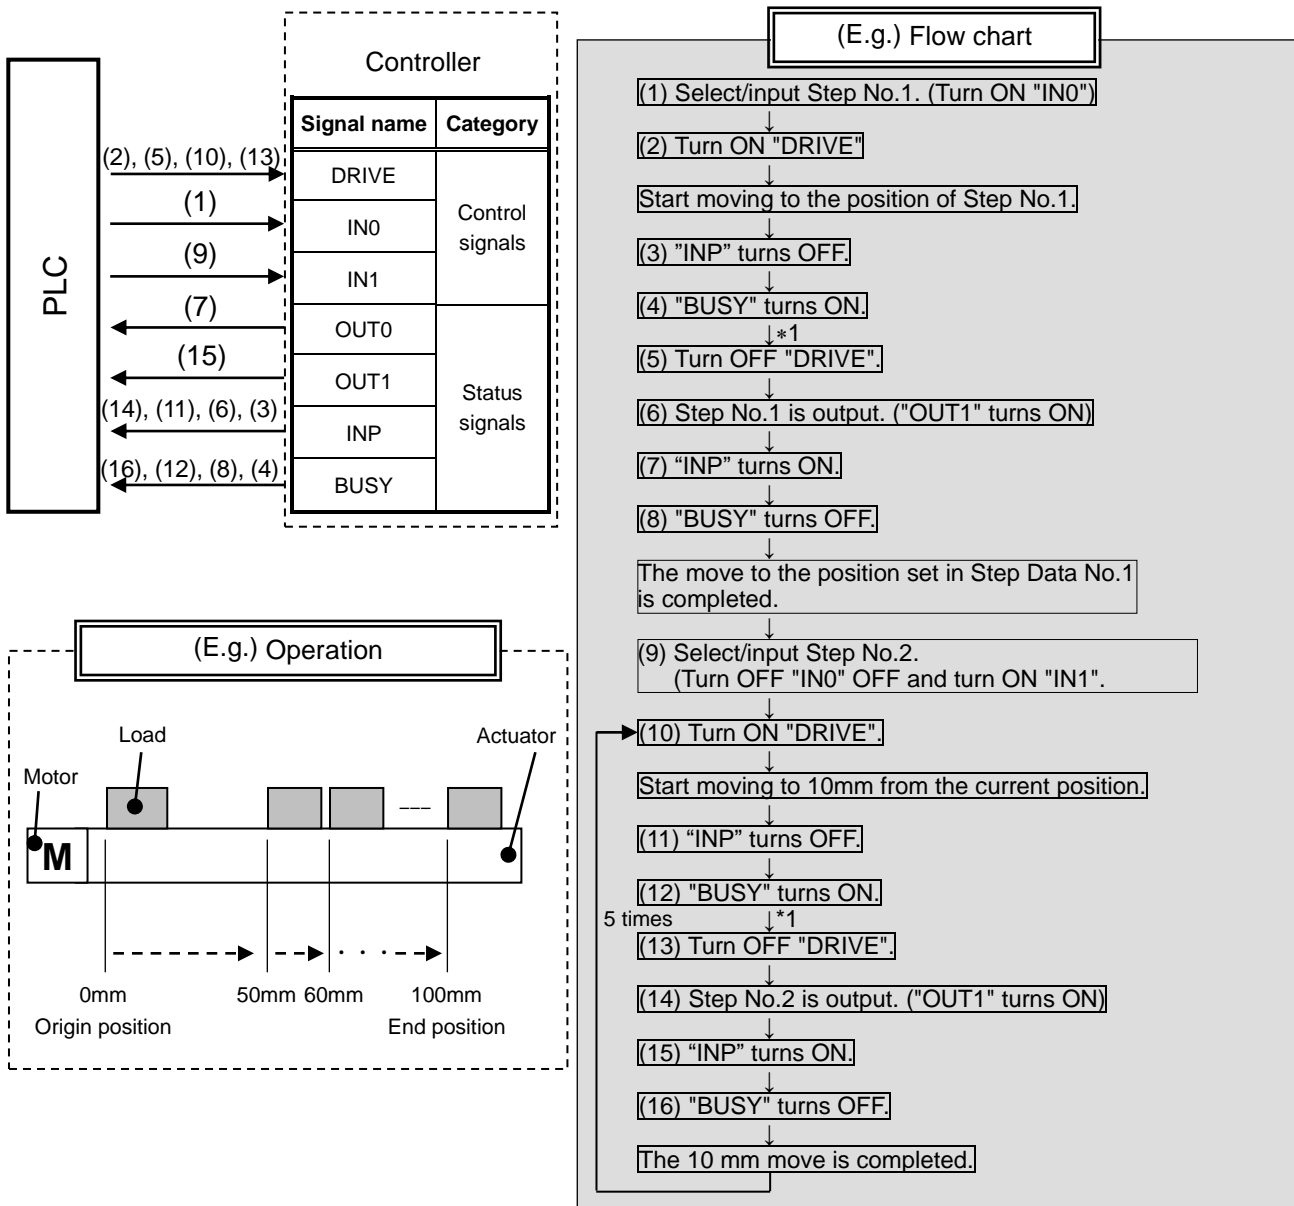 PLC
Controller
Signal name Category
DRIVE
IN0
IN1
Control
signals
OUT0
OUT1
INP
BUSY
Status
signals
(2), (5), (10), (13)
(1)
(9)
(7)
(15)
(14), (11), (6), (3)
(16), (12), (8), (4)
(E.g.) Operation
Load
Actuator
Motor
M
0mm 50mm 60mm 100mm
Origin position End position
(E.g.) Flow chart
(1) Select/input Step No.1. (Turn ON "IN0")
↓
(2) Turn ON "DRIVE"
↓
Start moving to the position of Step No.1.
↓
(3) "INP" turns OFF.
↓
(4) "BUSY" turns ON.
↓*1
(5) Turn OFF "DRIVE".
↓
(6) Step No.1 is output. ("OUT1" turns ON)
↓
(7) “INP” turns ON.
↓
(8) "BUSY" turns OFF.
↓
The move to the position set in Step Data No.1
is completed.
↓
(9) Select/input Step No.2.
(Turn OFF "IN0" OFF and turn ON "IN1".
↓
(10) Turn ON "DRIVE".
↓
Start moving to 10mm from the current position.
↓
(11) “INP” turns OFF.
↓
(12) "BUSY" turns ON.
5 times ↓*1
(13) Turn OFF "DRIVE".
↓
(14) Step No.2 is output. ("OUT1" turns ON)
↓
(15) “INP” turns ON.
↓
(16) "BUSY" turns OFF.
↓
The 10 mm move is completed.